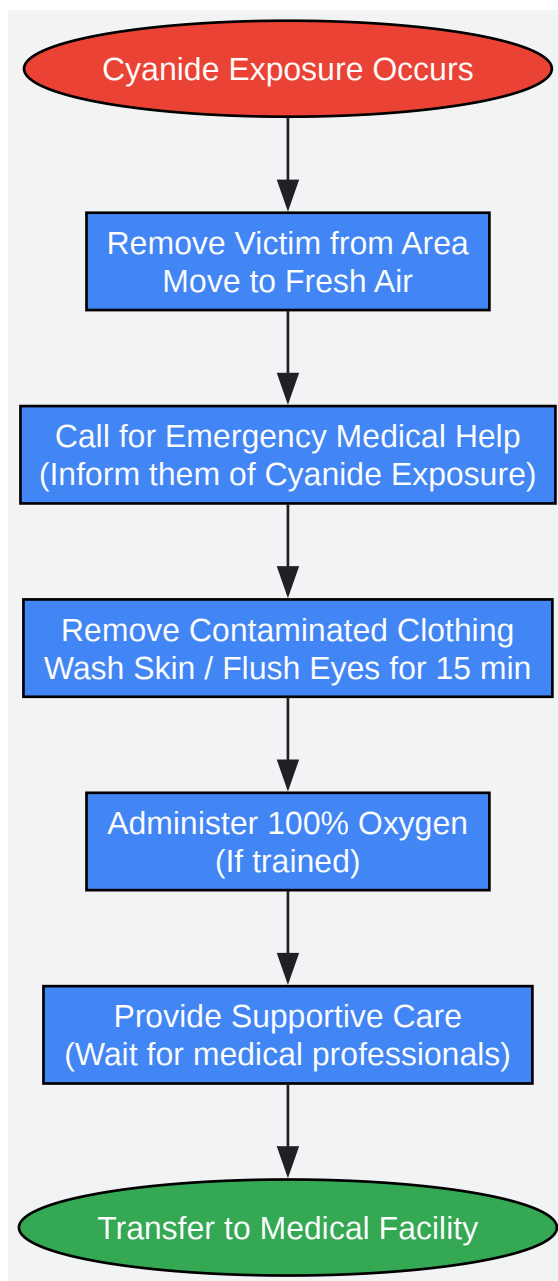 Cyanide Exposure Occurs
Remove Victim from Area
Move to Fresh Air
Call for Emergency Medical Help
(Inform them of Cyanide Exposure)
Remove Contaminated Clothing
Wash Skin / Flush Eyes for 15 min
Administer 100% Oxygen
(If trained)
Provide Supportive Care
(Wait for medical professionals)
Transfer to Medical Facility